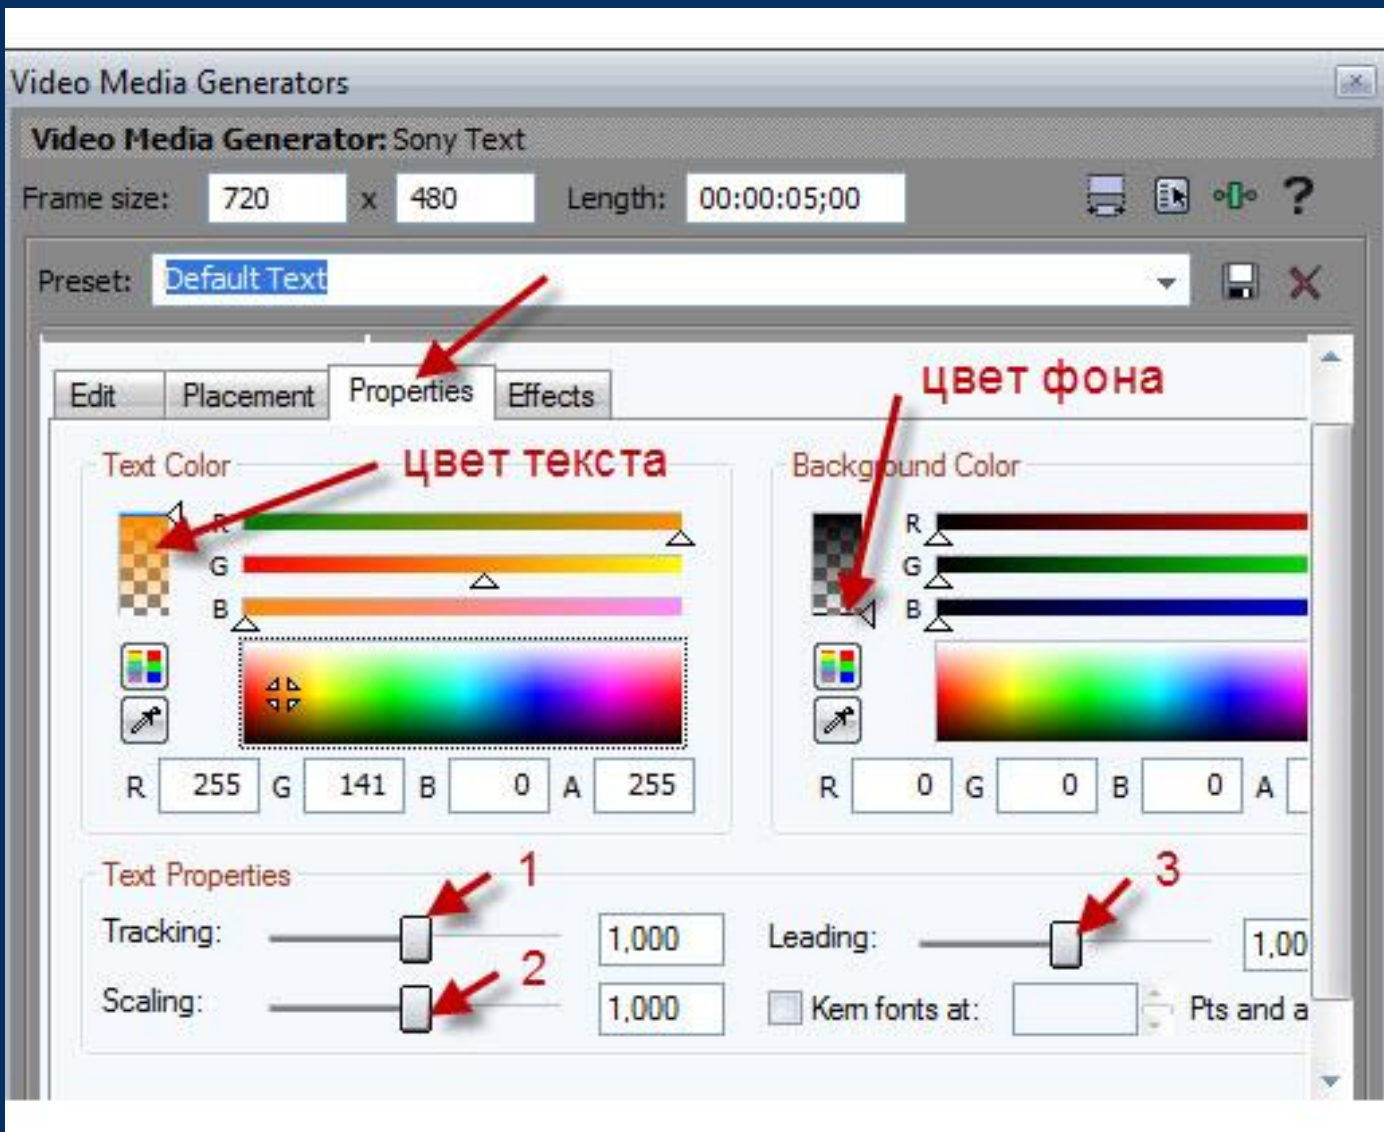 Video Media Generators
Video Media Generator: Sony Text
Frame size: 720 x 480 Length: 00:00:05;00 ?
Preset: Default Text
цвет фона
Edit Placement Properties Effects
Text Color цвет текста Background Color
R R
G G
B B
R 255 G 141 B 0 A 255 R 0 G 0 B 0 A
Text Properties 1 3
Tracking: 1,000 Leading: 1,00
2
Scaling: 1,000 Kern fonts at: Pts and a